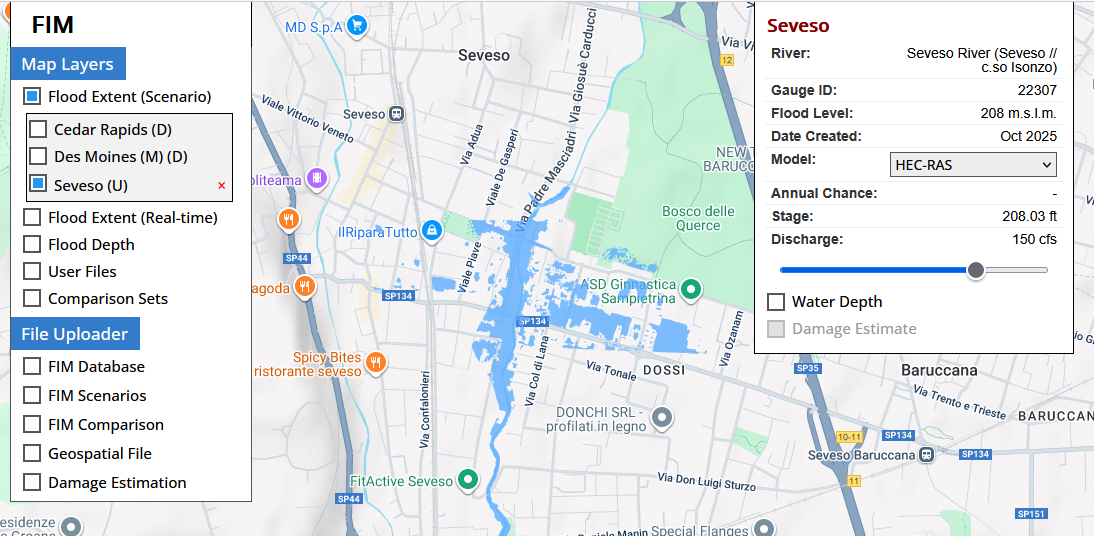 FIM
Map Layers
Flood Extent (Scenario)
Cedar Rapids (D)
Des Moines (M) (D)
Seveso (U)
×
Flood Extent (Real-time)
Flood Depth
User Files
Comparison Sets
File Uploader
FIM Database
FIM Scenarios
FIM Comparison
Geospatial File
Damage Estimation
MD S.p.A
Seveso
Via Giosuè Carducci
12
Viale Vittorio Veneto
Seveso
Via Adua
Viale De Gasperi
Via Padre Masciadri
NEW
BARUCC
oliteama
Bosco delle
Querce
IlRiparaTutto
Viale Piave
SP44
SP134
agoda
ASD Ginnastica
Sampietrina
SP134
Via Ozanam
Via Col di Lana
Spicy Bites
ristorante seveso
Via Tonale
DOSSI
SP35
Baruccana
Via Trento e Trieste
BARUCCAN
Via Confalonieri
DONCHI SRL -
profilati in legno
10-11
SP134
Seveso Baruccana
SP134
FitActive Seveso
Via Don Luigi Sturzo
11
SP44
SP151
esidenze
Special Flanges
Seveso
River:
Seveso River (Seveso //
c.so Isonzo)
Gauge ID:
22307
Flood Level:
208 m.s.l.m.
Date Created:
Oct 2025
Model:
HEC-RAS
Annual Chance:
-
Stage:
208.03 ft
Discharge:
150 cfs
Water Depth
Damage Estimate